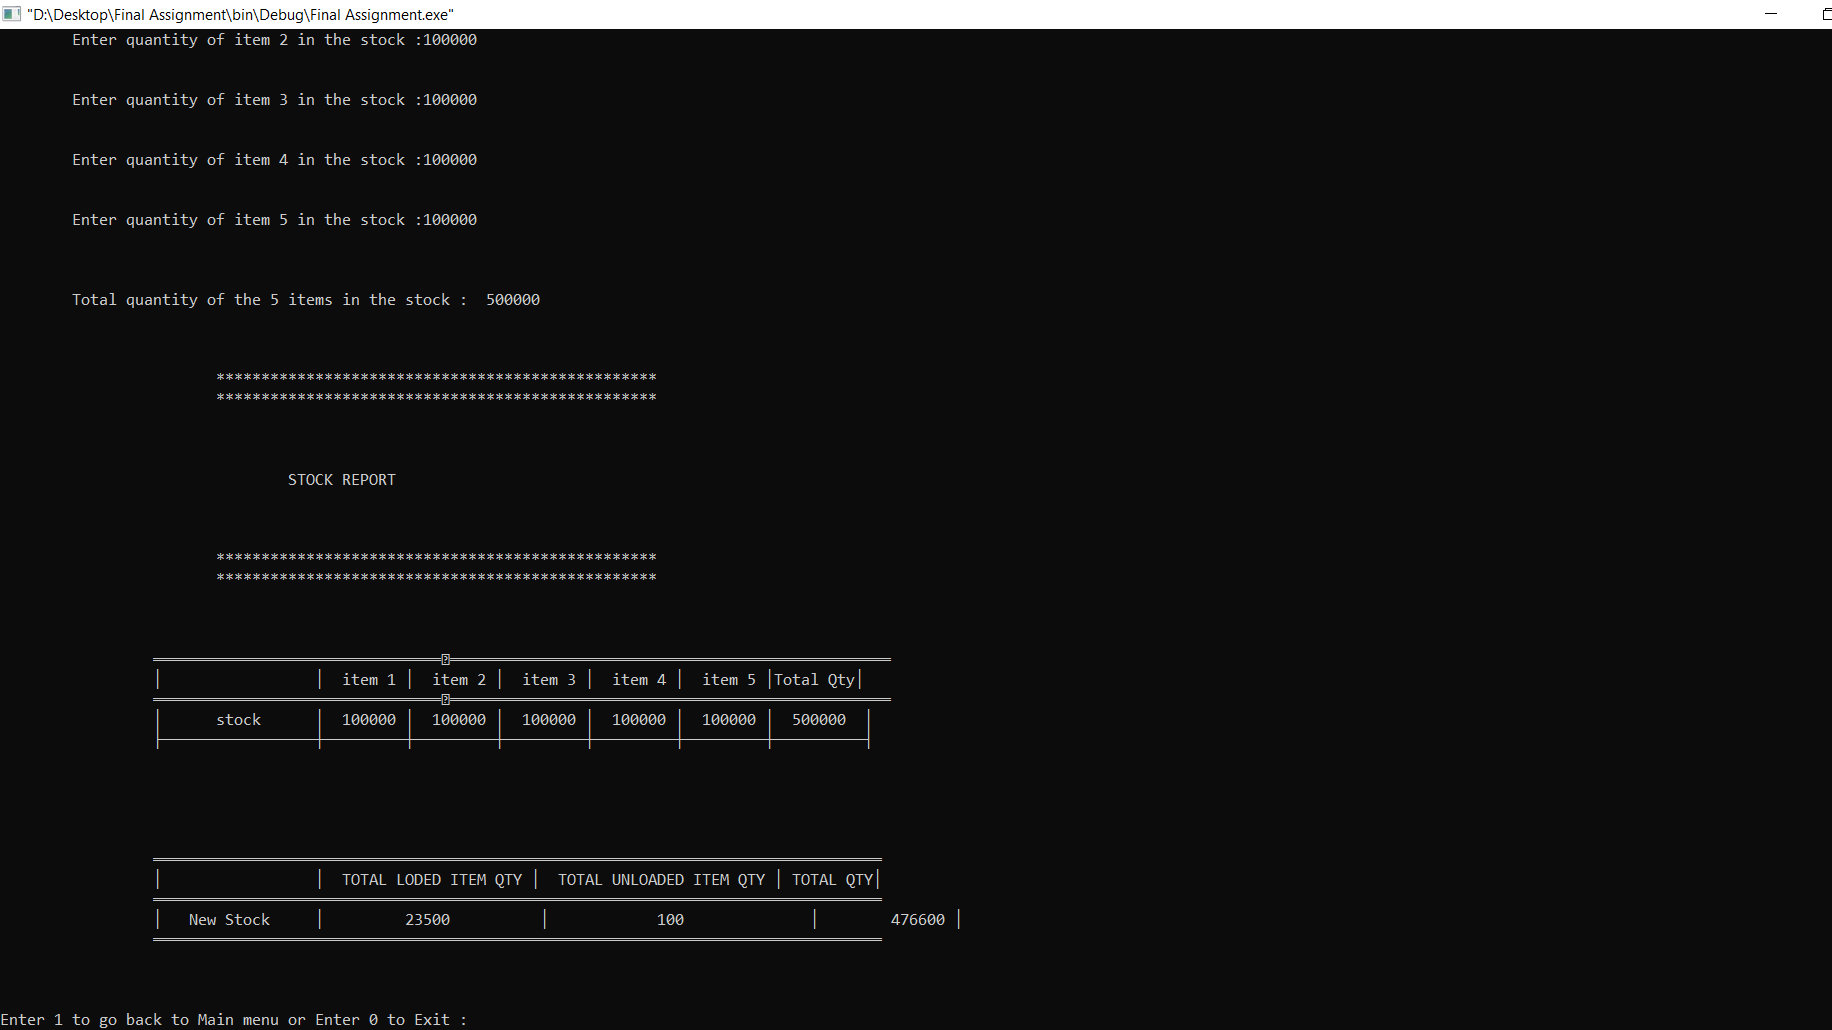 "D:\Desktop\Final Assignment\bin\Debug\Final Assignment.exe"
Enter quantity of item 2 in the stock :100000
Enter quantity of item 3 in the stock :100000
Enter quantity of item 4 in the stock :100000
Enter quantity of item 5 in the stock :100000
Total quantity of the 5 items in the stock :  500000
*************************************************
*************************************************
STOCK REPORT
*************************************************
*************************************************
item 1 item 2 item 3 item 4 item 5 Total Qty
stock 100000 100000 100000 100000 100000 500000
TOTAL LODED ITEM QTY TOTAL UNLOADED ITEM QTY TOTAL QTY
New Stock 23500 100 476600
Enter 1 to go back to Main menu or Enter 0 to Exit :